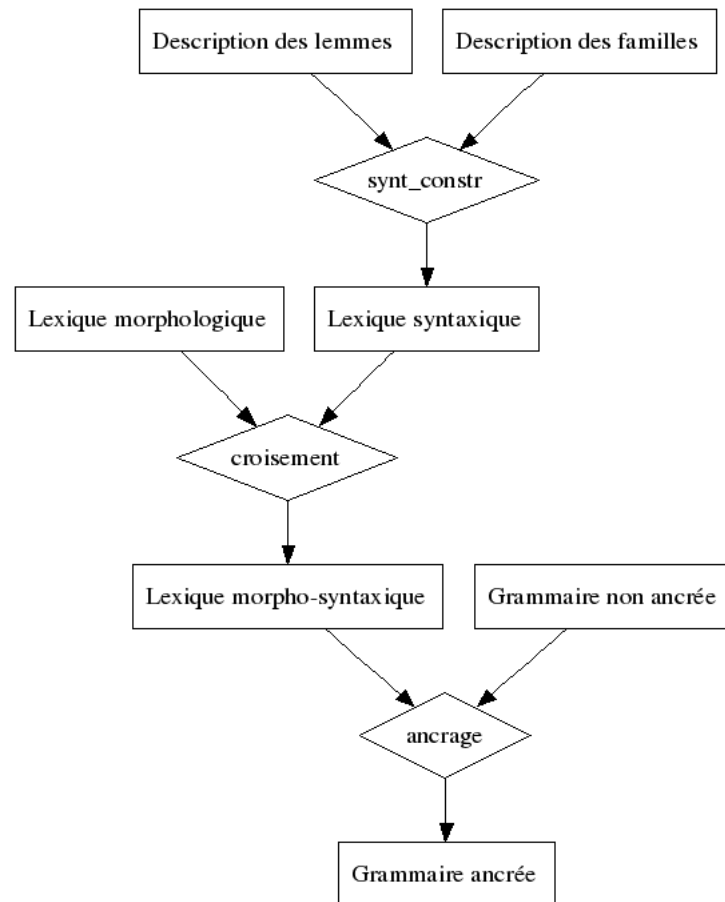 Description des lemmes
Description des familles
synt_constr
Lexique morphologique
Lexique syntaxique
croisement
Lexique morpho-syntaxique
Grammaire non ancrée
ancrage
Grammaire ancrée